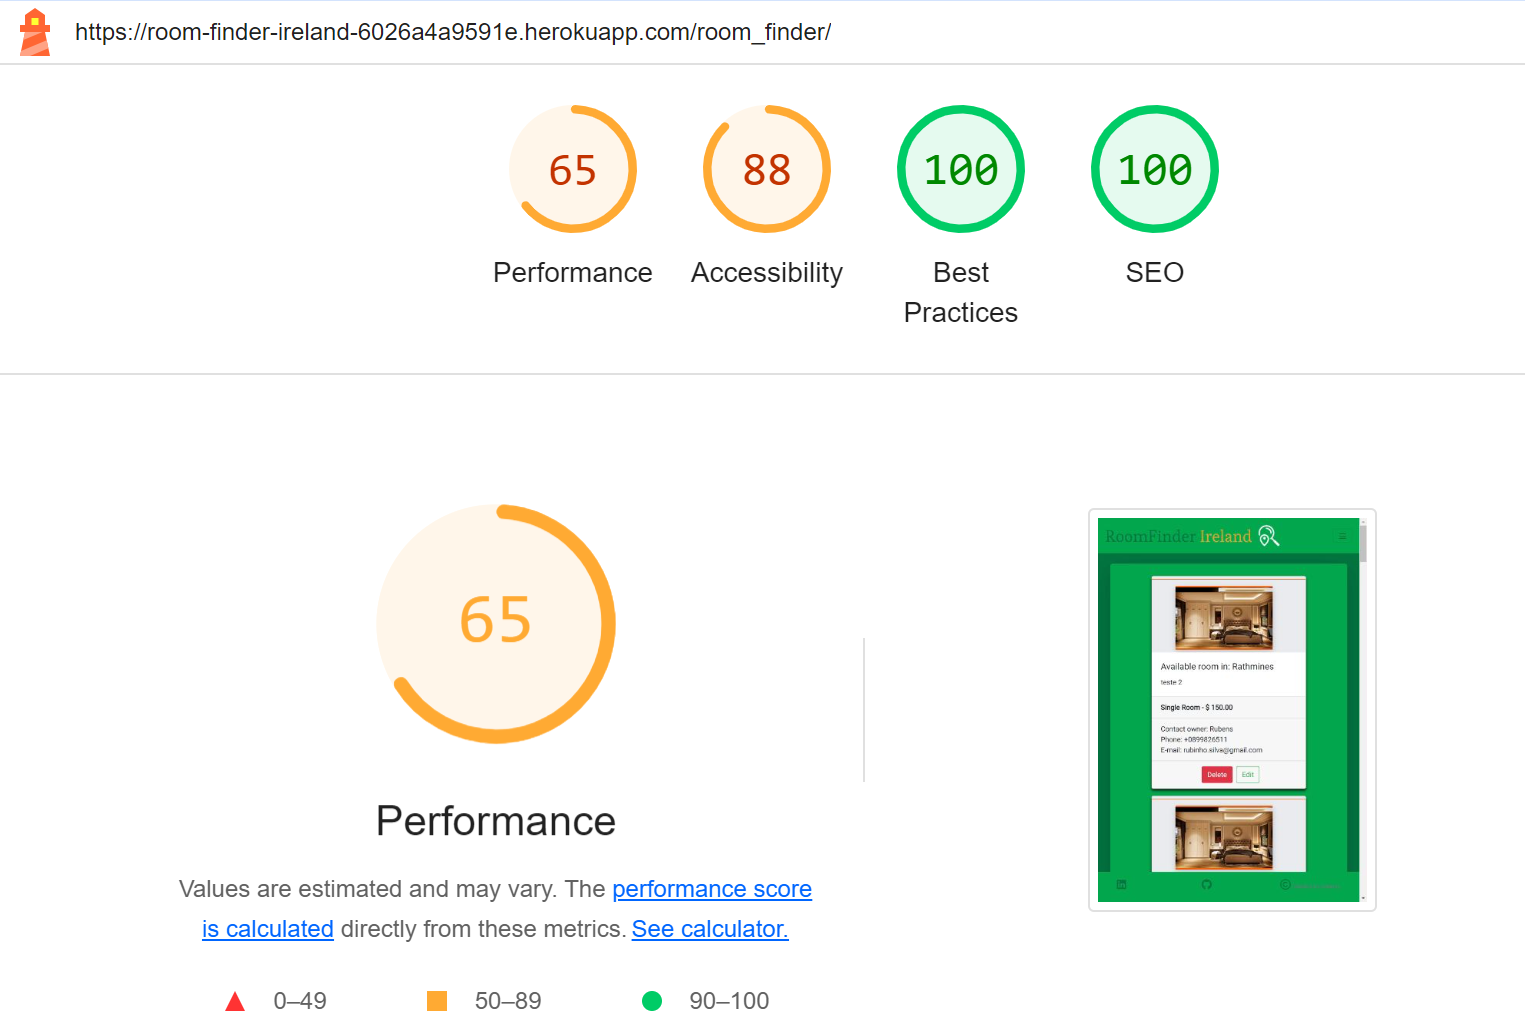 https://room-finder-ireland-6026a4a9591e.herokuapp.com/room_finder/
65
88
100
100
Performance
Accessibility
Best
Practices
SEO
65
Performance
Values are estimated and may vary. The performance score
is calculated directly from these metrics. See calculator.
0–49
50–89
90–100
RoomFinder Ireland
Available room in: Rathmines
teste 2
Single Room - $ 150.00
Contact owner: Rubens
Phone: +0899826511
E-mail: rubinho.silva@gmail.com
Delete
Edit